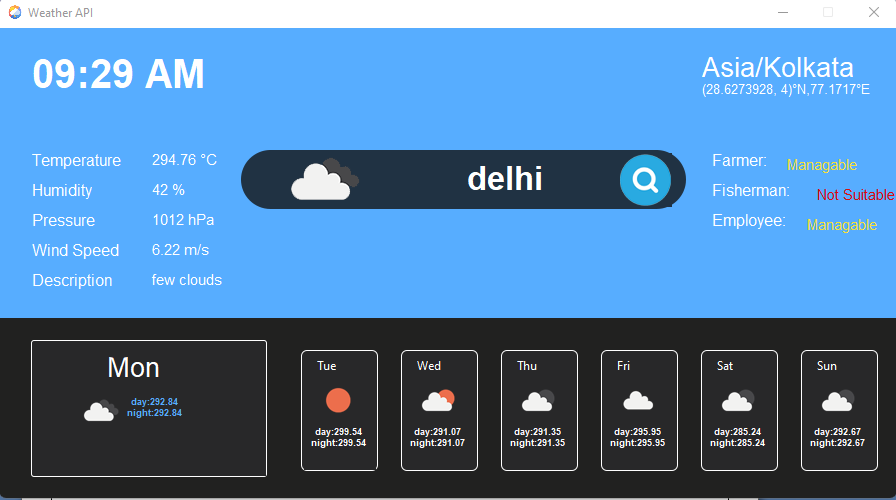 Weather API
09:29 AM
Asia/Kolkata
(28.6273928, 4)°N,77.1717°E
Temperature 294.76 °C
Humidity 42 %
Pressure 1012 hPa
Wind Speed 6.22 m/s
Description few clouds
delhi
Farmer: Managable
Fisherman: Not Suitable
Employee: Managable
Mon
day:292.84
night:292.84
Tue
day:299.54
night:299.54
Wed
day:291.07
night:291.07
Thu
day:291.35
night:291.35
Fri
day:295.95
night:295.95
Sat
day:285.24
night:285.24
Sun
day:292.67
night:292.67